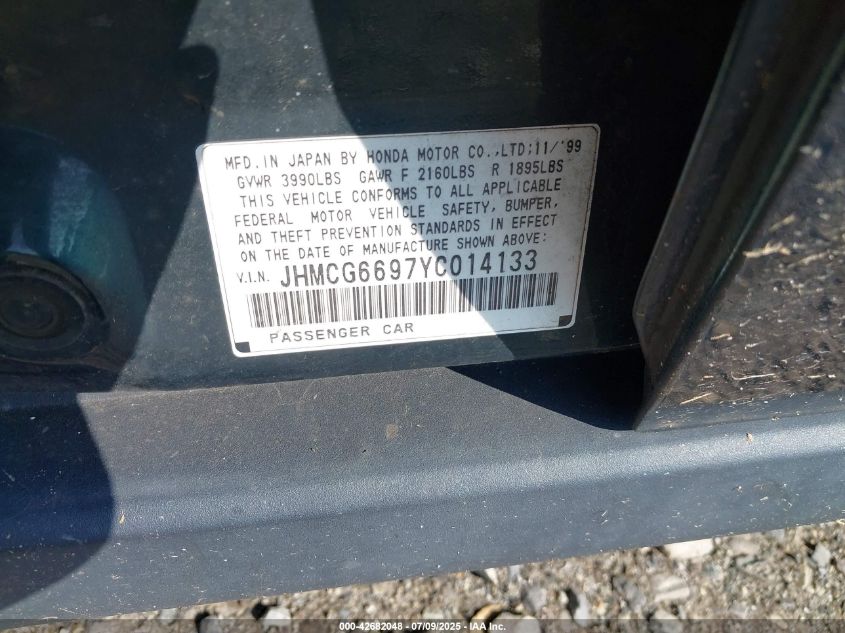 MFD. IN JAPAN BY HONDA MOTOR CO.,LTD;11/'99
GVWR 3990LBS GAWR F 2160LBS R 1895LBS
THIS VEHICLE CONFORMS TO ALL APPLICABLE
FEDERAL MOTOR VEHICLE SAFETY, BUMPER,
AND THEFT PREVENTION STANDARDS IN EFFECT
ON THE DATE OF MANUFACTURE SHOWN ABOVE:
V.I.N. JHMCG6697YC014133
PASSENGER CAR
000-42682048 - 07/09/2025 - IAA, Inc.